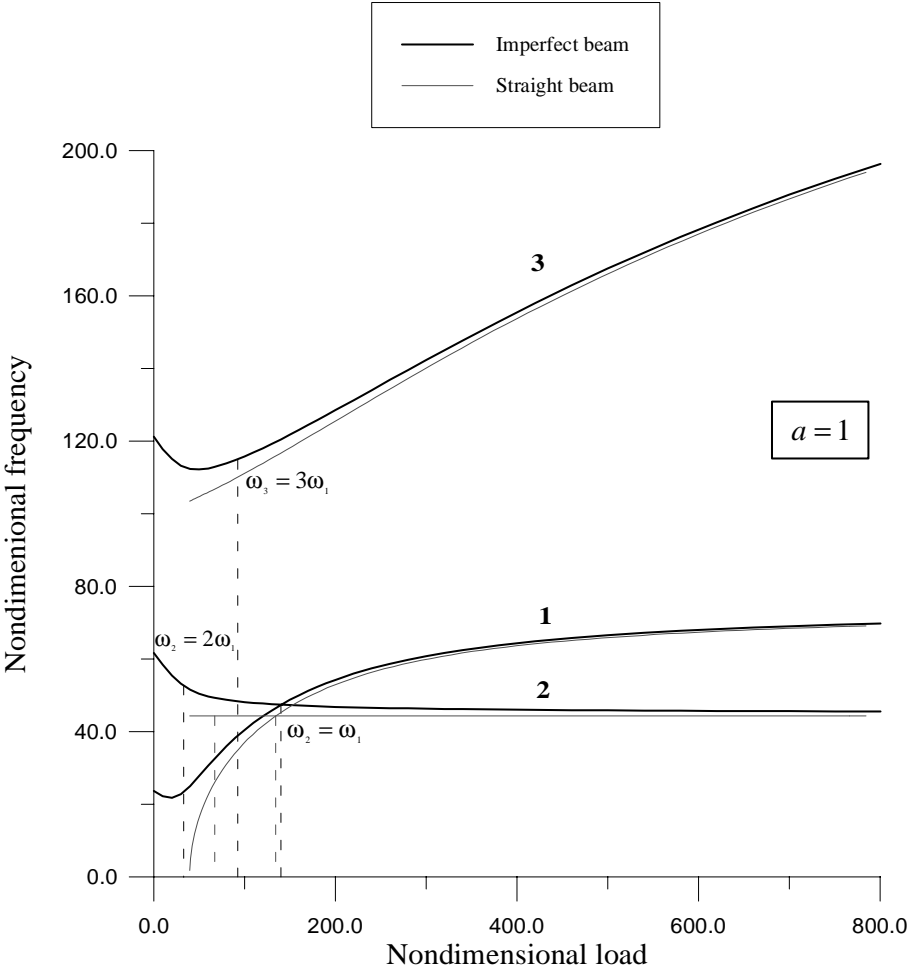 Imperfect beam
Straight beam
200.0
160.0
120.0
80.0
40.0
0.0
Nondimenional frequency
3
a = 1
ω₃ = 3ω₁
ω₂ = 2ω₁
1
2
ω₂ = ω₁
0.0 200.0 400.0 600.0 800.0
Nondimensional load